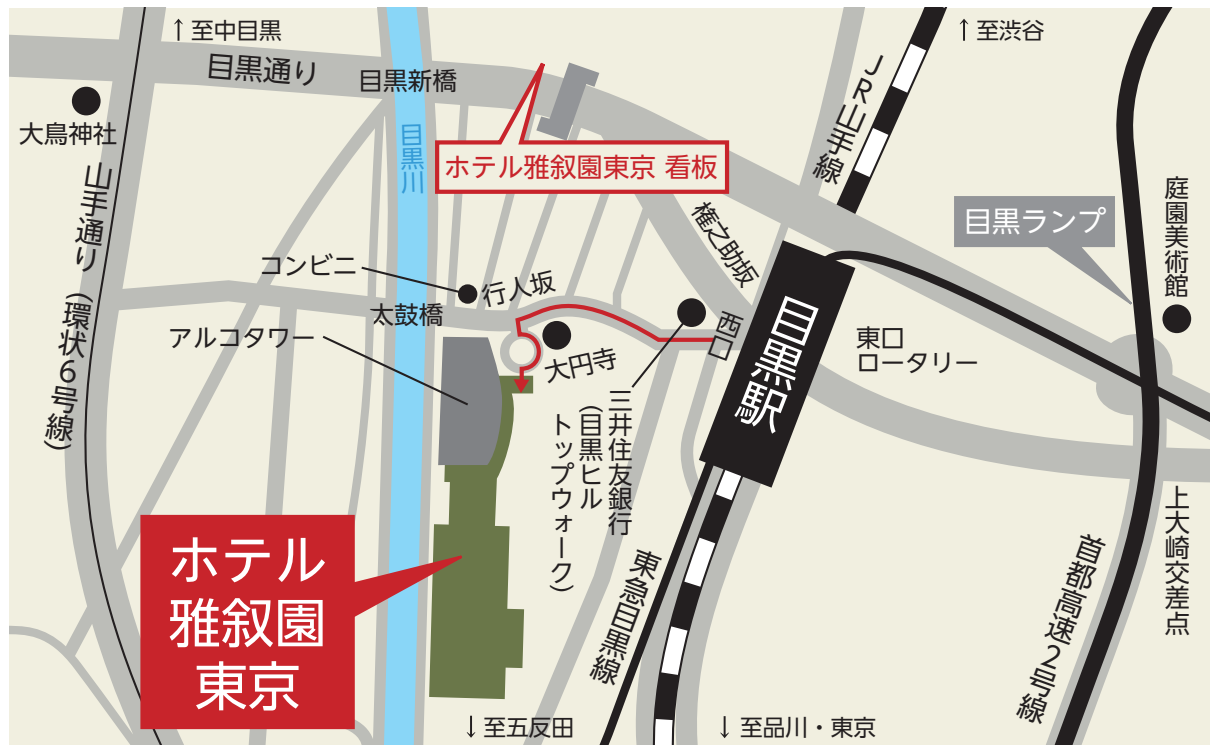 ↑至中目黒
↑至渋谷
目黒通り
目黒新橋
JR山手線
大鳥神社
目黒川
ホテル雅叙園東京 看板
山手通り(環状6号線)
権之助坂
目黒ランプ
庭園美術館
コンビニ
行人坂
太鼓橋
西口
アルコタワー
大円寺
目黒駅
東口
ロータリー
三井住友銀行
(目黒ヒル
トップウォーク)
ホテル
雅叙園
東京
東急目黒線
首都高速2号線
上大崎交差点
↓至五反田
↓至品川・東京